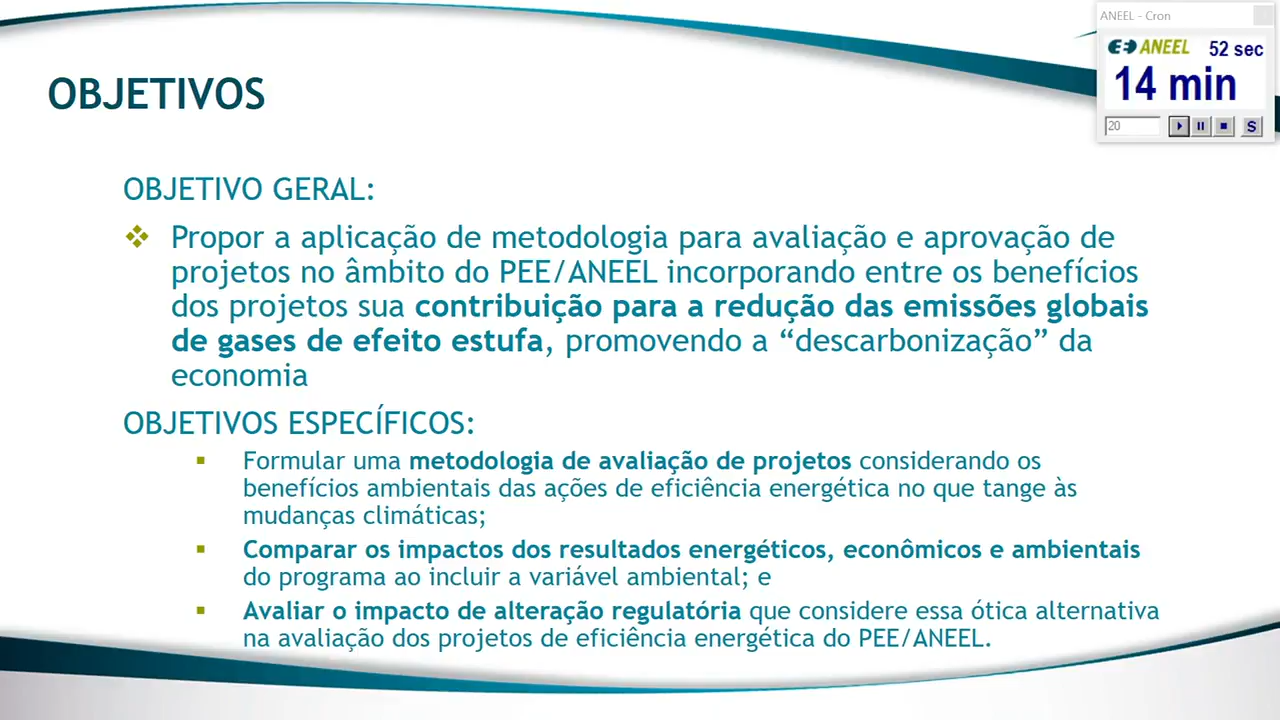 ANEEL - Cron
ANEEL 52 sec
14 min
20
S
OBJETIVOS
OBJETIVO GERAL:
Propor a aplicação de metodologia para avaliação e aprovação de
projetos no âmbito do PEE/ANEEL incorporando entre os benefícios
dos projetos sua contribuição para a redução das emissões globais
de gases de efeito estufa, promovendo a “descarbonização” da
economia
OBJETIVOS ESPECÍFICOS:
Formular uma metodologia de avaliação de projetos considerando os
benefícios ambientais das ações de eficiência energética no que tange às
mudanças climáticas;
Comparar os impactos dos resultados energéticos, econômicos e ambientais
do programa ao incluir a variável ambiental; e
Avaliar o impacto de alteração regulatória que considere essa ótica alternativa
na avaliação dos projetos de eficiência energética do PEE/ANEEL.